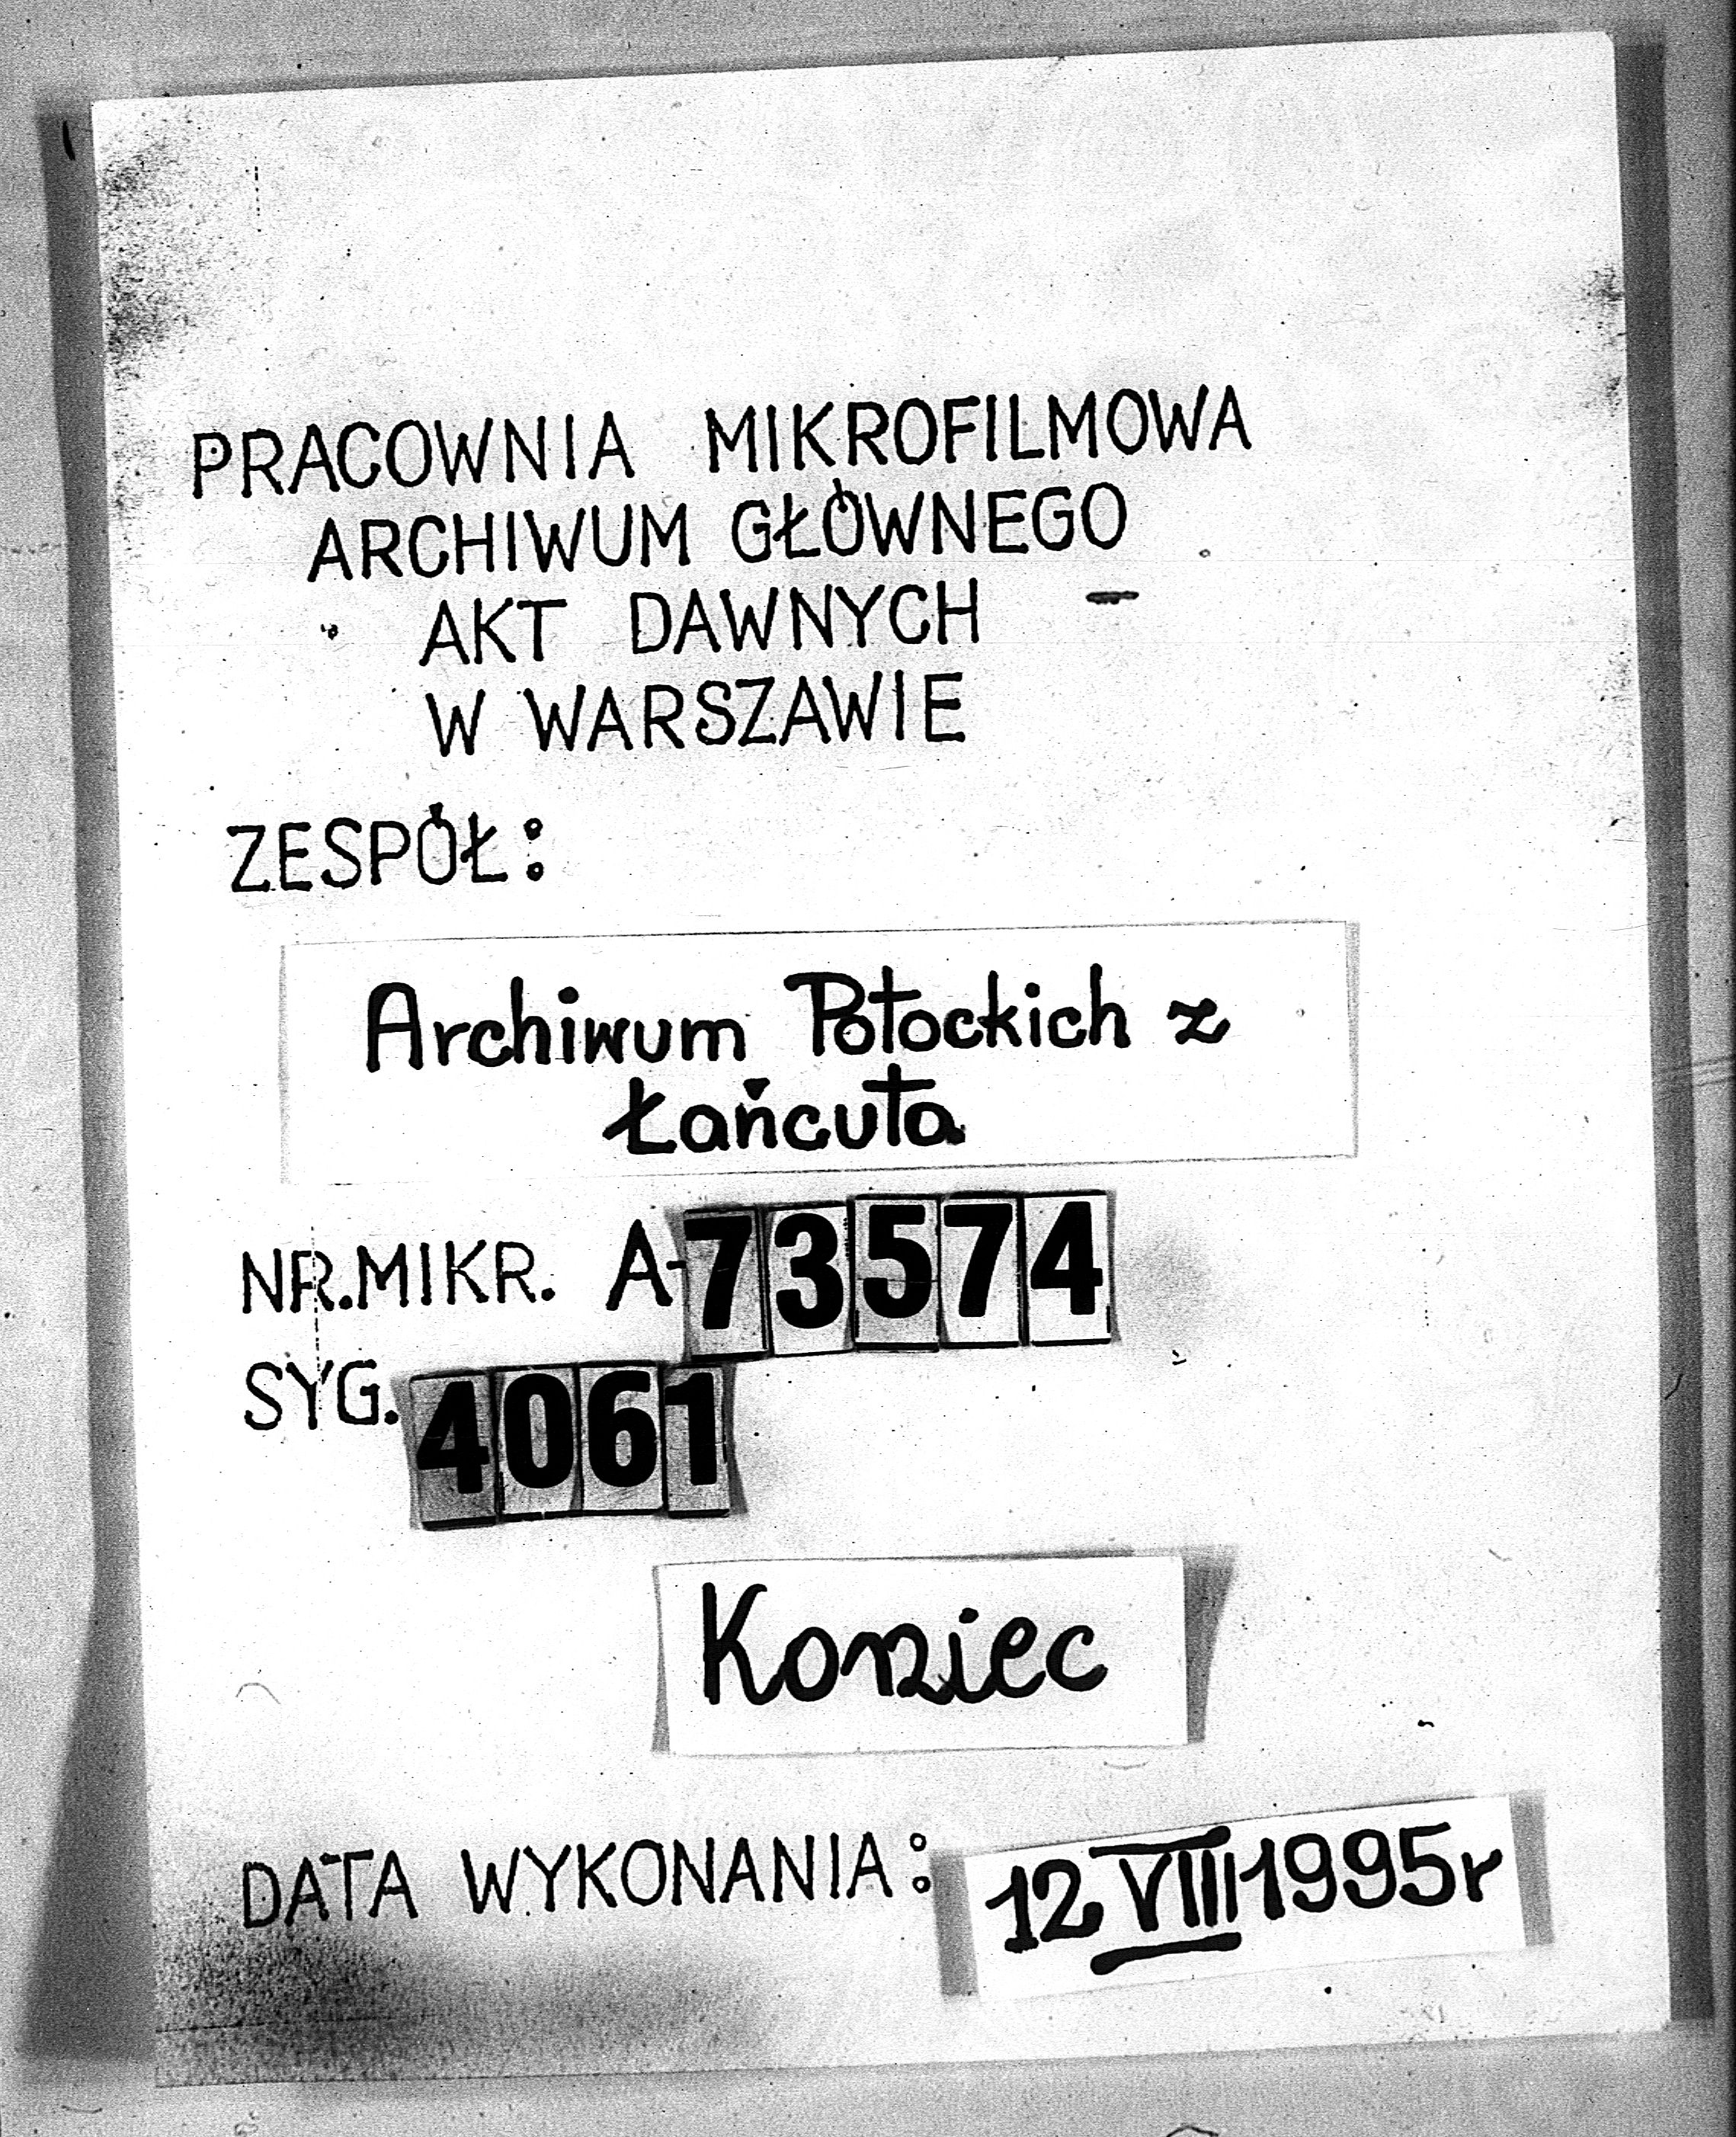 PRACOWNIA MIKROFILMOWA
ARCHIWUM GŁÓWNEGO
AKT DAWNYCH
W WARSZAWIE
ZESPÓŁ:
Archiwum Potockich z
Łańcuta
NR.MIKR. A-73574
SYG. 4061
Koniec
DATA WYKONANIA: 12 VIII 1995r